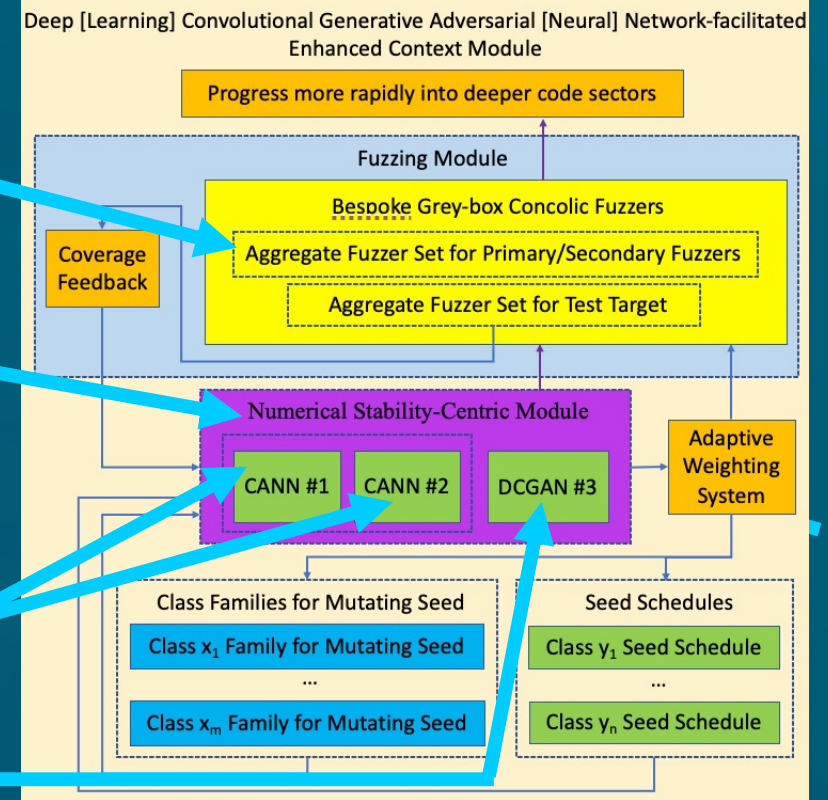 Deep [Learning] Convolutional Generative Adversarial [Neural] Network-facilitated
Enhanced Context Module
Progress more rapidly into deeper code sectors
Fuzzing Module
Bespoke Grey-box Concolic Fuzzers
Coverage
Feedback
Aggregate Fuzzer Set for Primary/Secondary Fuzzers
Aggregate Fuzzer Set for Test Target
Numerical Stability-Centric Module
CANN #1
CANN #2
DCGAN #3
Adaptive
Weighting
System
Class Families for Mutating Seed
Class x₁ Family for Mutating Seed
...
Class xₘ Family for Mutating Seed
Seed Schedules
Class y₁ Seed Schedule
...
Class yₙ Seed Schedule